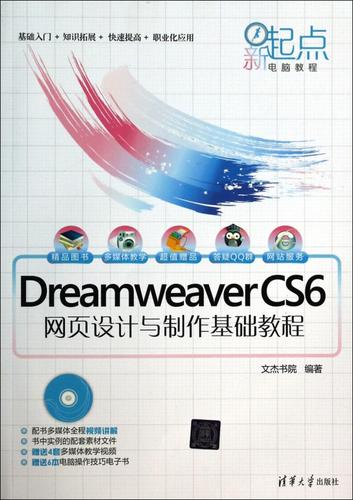 基础入门 + 知识拓展 + 快速提高 + 职业化应用
新起点
电脑教程
精品图书 多媒体教学 超值赠品 答疑QQ群 网站服务
Dreamweaver CS6
网页设计与制作基础教程
文杰书院 编著
配书多媒体全程视频讲解
书中实例的配套素材文件
赠送4套多媒体教学视频
赠送6本电脑操作技巧电子书
清华大学出版社